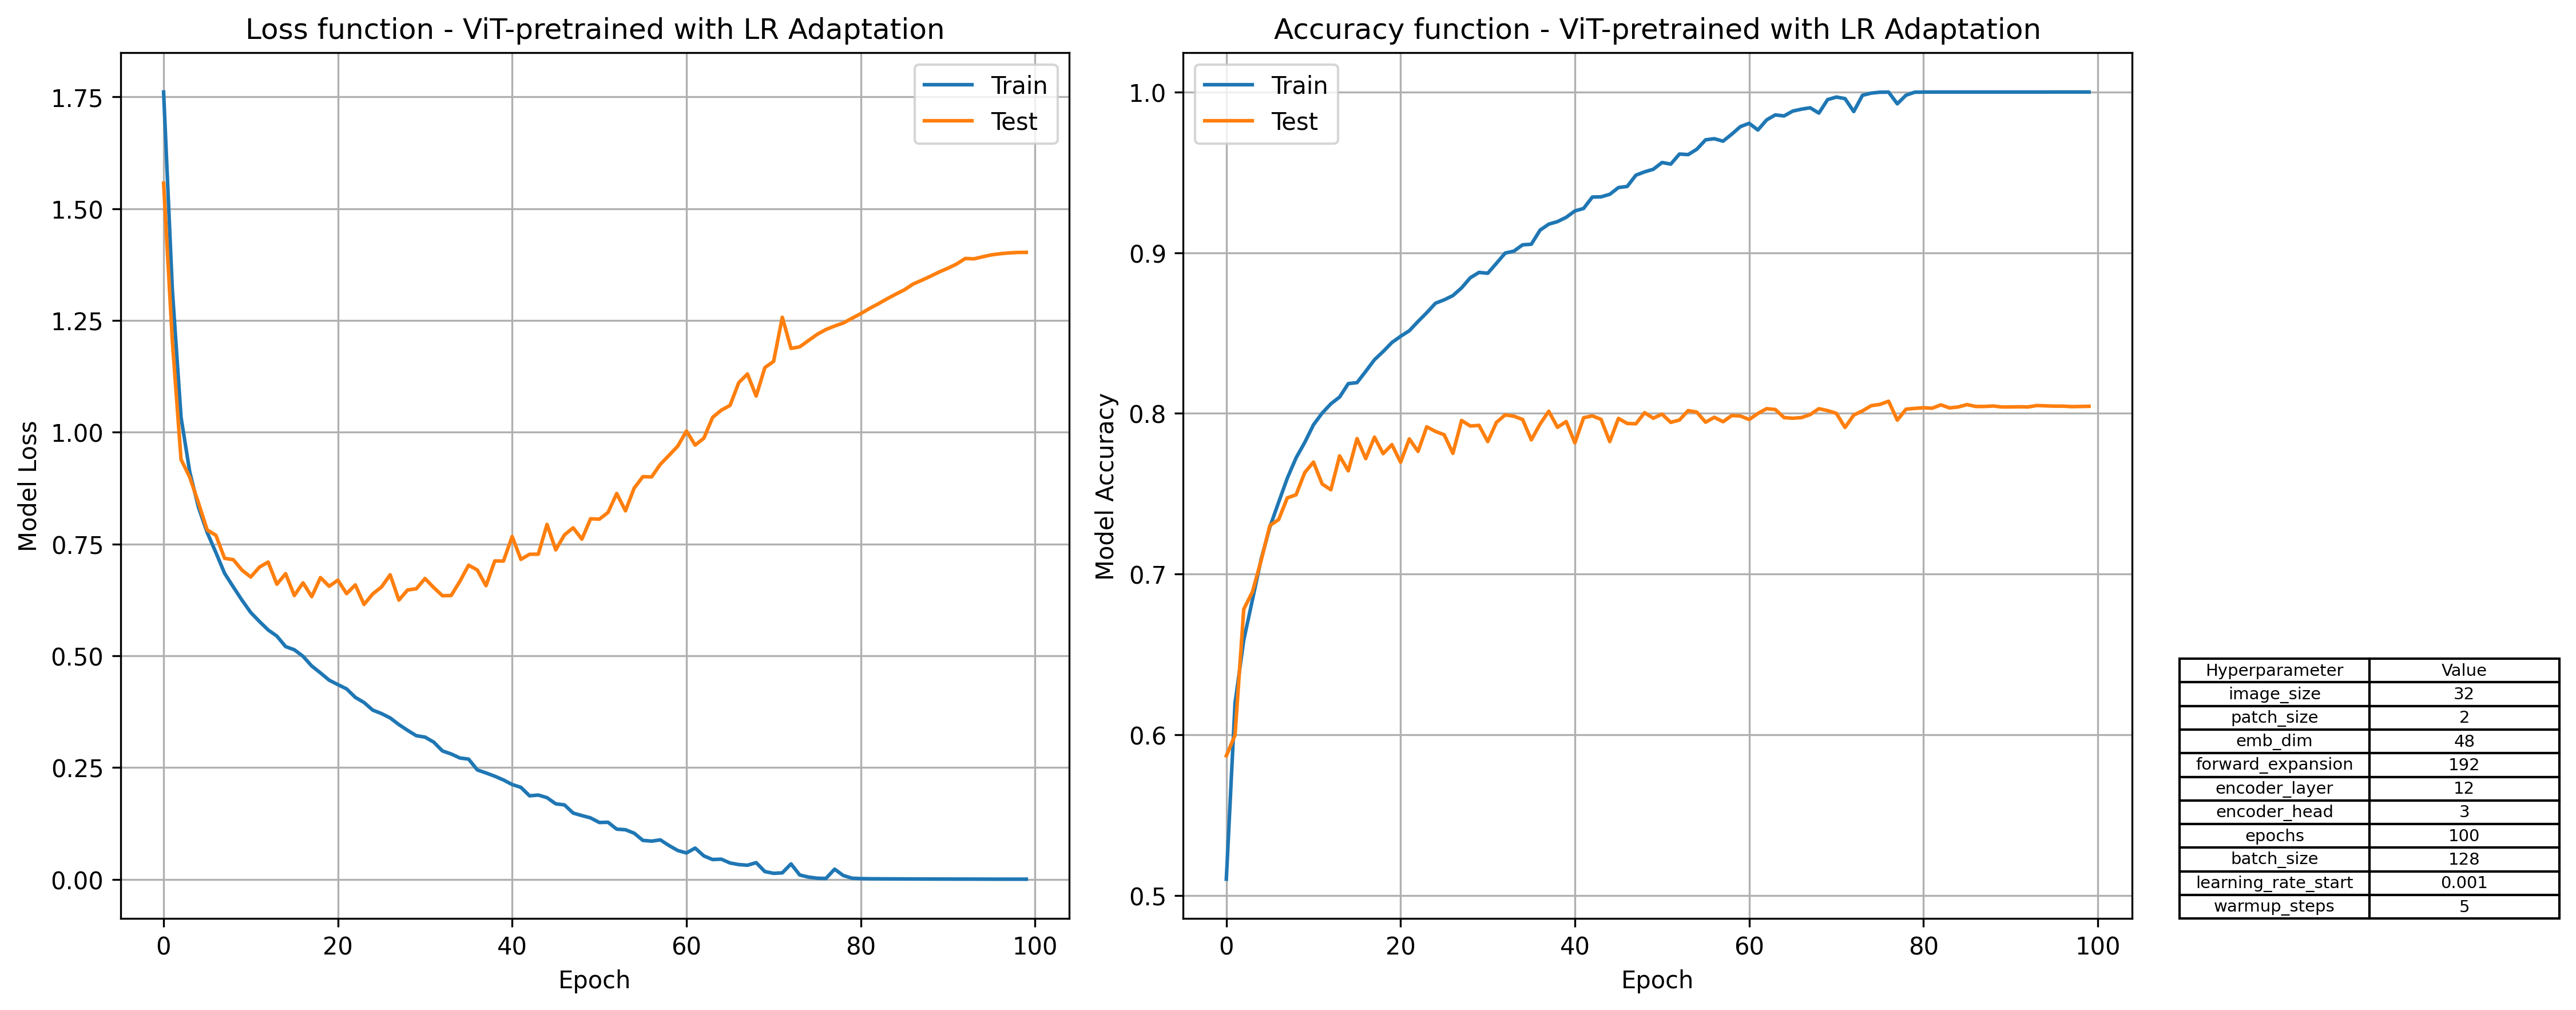 Loss function - ViT-pretrained with LR Adaptation
Train
Test
1.75
1.50
1.25
1.00
0.75
0.50
0.25
0.00
Model Loss
0 20 40 60 80 100
Epoch
Accuracy function - ViT-pretrained with LR Adaptation
Train
Test
1.0
0.9
0.8
0.7
0.6
0.5
Model Accuracy
0 20 40 60 80 100
Epoch
Hyperparameter Value
image_size 32
patch_size 2
emb_dim 48
forward_expansion 192
encoder_layer 12
encoder_head 3
epochs 100
batch_size 128
learning_rate_start 0.001
warmup_steps 5